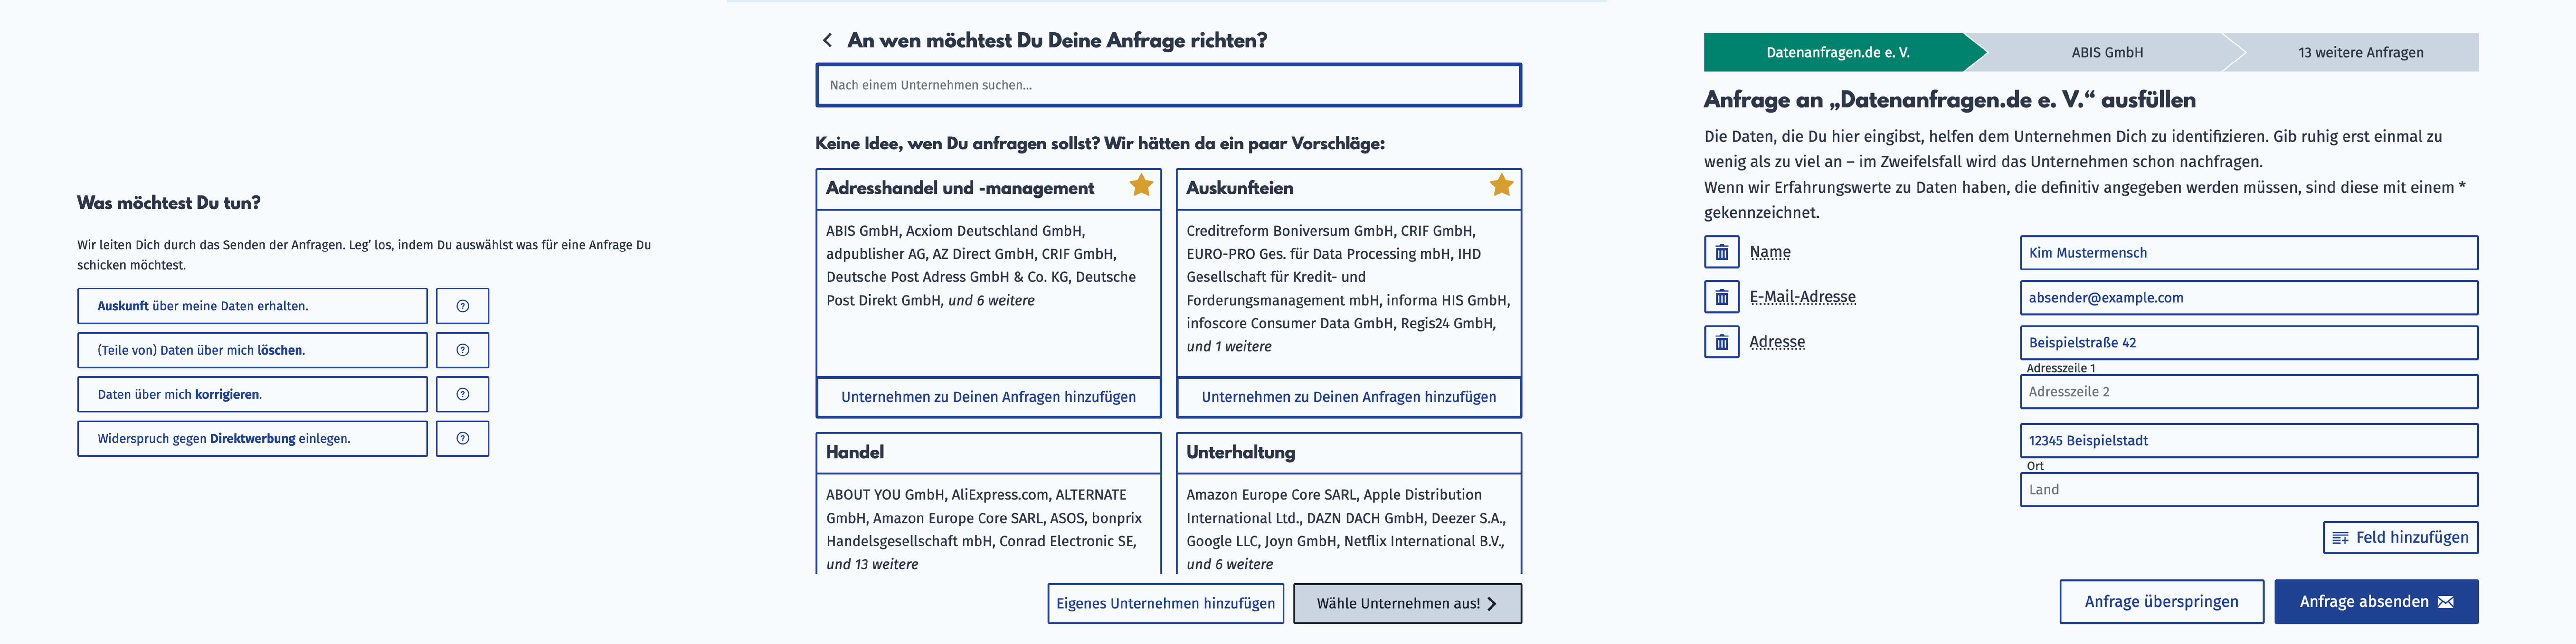 Was möchtest Du tun?
Wir leiten Dich durch das Senden der Anfragen. Leg’ los, indem Du auswählst was für eine Anfrage Du
schicken möchtest.
Auskunft über meine Daten erhalten.
(Teile von) Daten über mich löschen.
Daten über mich korrigieren.
Widerspruch gegen Direktwerbung einlegen.
An wen möchtest Du Deine Anfrage richten?
Nach einem Unternehmen suchen...
Keine Idee, wen Du anfragen sollst? Wir hätten da ein paar Vorschläge:
Adresshandel und -management
ABIS GmbH, Acxiom Deutschland GmbH,
adpublisher AG, AZ Direct GmbH, CRIF GmbH,
Deutsche Post Adress GmbH & Co. KG, Deutsche
Post Direkt GmbH, und 6 weitere
Unternehmen zu Deinen Anfragen hinzufügen
Auskunfteien
Creditreform Boniversum GmbH, CRIF GmbH,
EURO-PRO Ges. für Data Processing mbH, IHD
Gesellschaft für Kredit- und
Forderungsmanagement mbH, informa HIS GmbH,
infoscore Consumer Data GmbH, Regis24 GmbH,
und 1 weitere
Unternehmen zu Deinen Anfragen hinzufügen
Handel
ABOUT YOU GmbH, AliExpress.com, ALTERNATE
GmbH, Amazon Europe Core SARL, ASOS, bonprix
Handelsgesellschaft mbH, Conrad Electronic SE,
und 13 weitere
Unterhaltung
Amazon Europe Core SARL, Apple Distribution
International Ltd., DAZN DACH GmbH, Deezer S.A.,
Google LLC, Joyn GmbH, Netflix International B.V.,
und 6 weitere
Eigenes Unternehmen hinzufügen
Wähle Unternehmen aus!
Datenanfragen.de e. V.
ABIS GmbH
13 weitere Anfragen
Anfrage an „Datenanfragen.de e. V.“ ausfüllen
Die Daten, die Du hier eingibst, helfen dem Unternehmen Dich zu identifizieren. Gib ruhig erst einmal zu
wenig als zu viel an – im Zweifelsfall wird das Unternehmen schon nachfragen.
Wenn wir Erfahrungswerte zu Daten haben, die definitiv angegeben werden müssen, sind diese mit einem *
gekennzeichnet.
Name
Kim Mustermensch
E-Mail-Adresse
absender@example.com
Adresse
Beispielstraße 42
Adresszeile 1
Adresszeile 2
12345 Beispielstadt
Ort
Land
Feld hinzufügen
Anfrage überspringen
Anfrage absenden